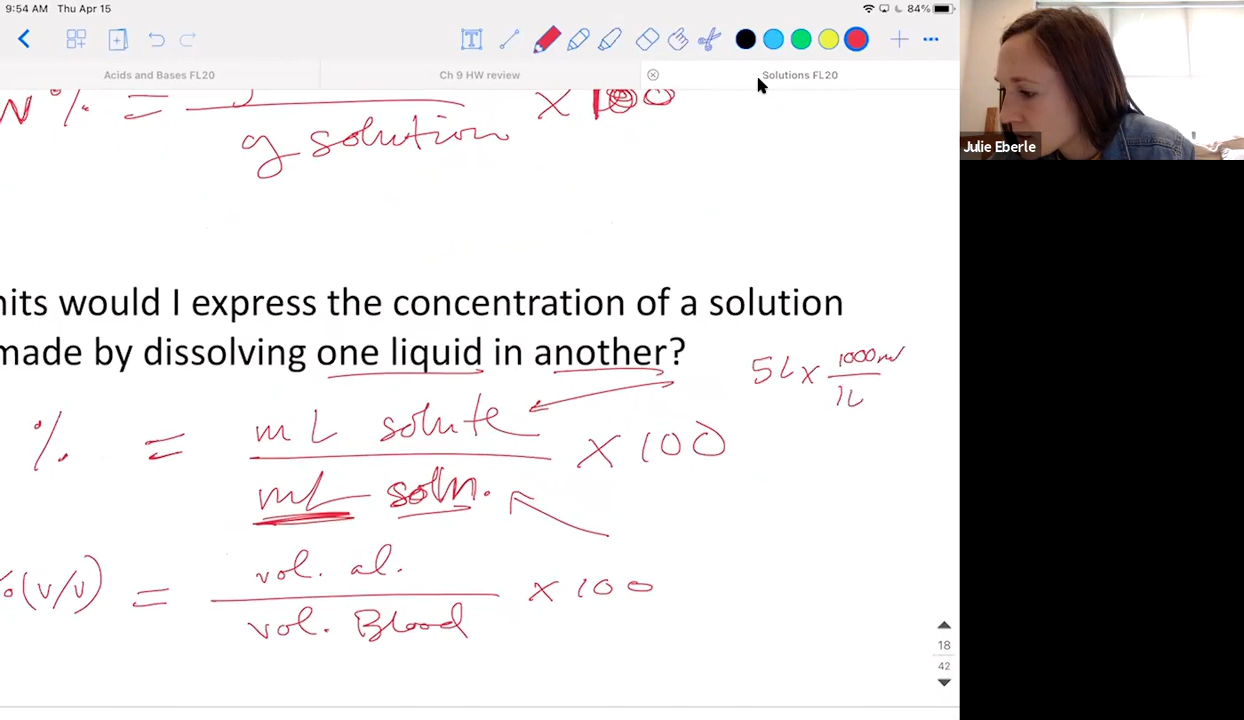 9:54 AM Thu Apr 15
84%
Acids and Bases FL20
Ch 9 HW review
Solutions FL20
Julie Eberle
W % = × 100
g solution
nits would I express the concentration of a solution
made by dissolving one liquid in another?
5L × 1000 mL
1L
% = mL solute × 100
mL soln.
%(v/v) = vol. al. × 100
vol. Blood
18
42